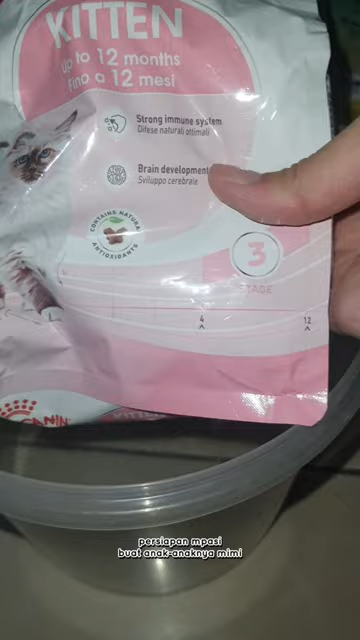 KITTEN
up to 12 months
Fino a 12 mesi
Strong immune system
Difese naturali ottimali
Brain development
Sviluppo cerebrale
CONTAINS NATURAL
ANTIOXIDANTS
3
STAGE
4
12
CANIN
persiapan mpasi
buat anak-anaknya mimi